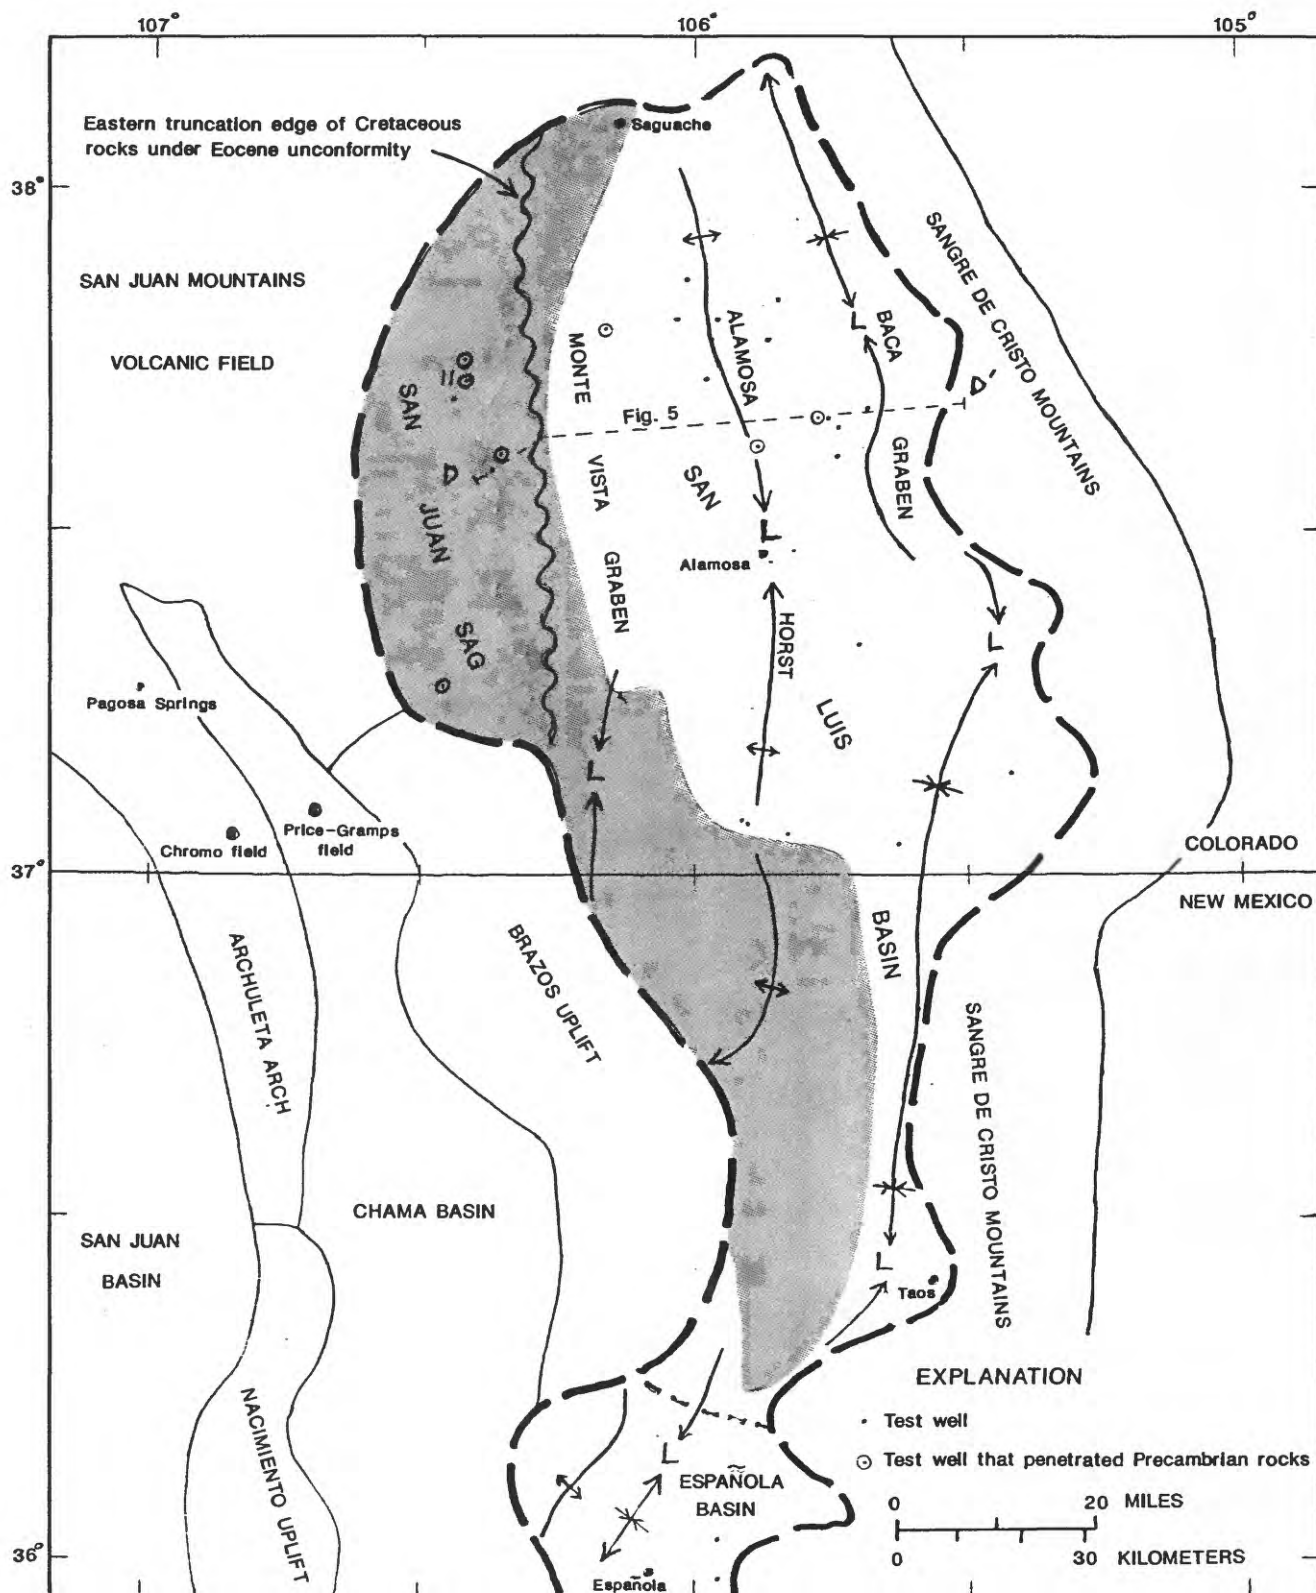 107°
106°
105°
Eastern truncation edge of Cretaceous
rocks under Eocene unconformity
Saguache
38°
SAN JUAN MOUNTAINS
VOLCANIC FIELD
SANGRE DE CRISTO MOUNTAINS
MONTE
VISTA
GRABEN
ALAMOSA
HORST
L
BACA
GRABEN
SAN
JUAN
SAG
D
D'
Fig. 5
SAN
LUIS
BASIN
L
Alamosa
L
Pagosa Springs
L
Price-Gramps
field
Chromo field
37°
COLORADO
NEW MEXICO
ARCHULETA ARCH
BRAZOS UPLIFT
SANGRE DE CRISTO MOUNTAINS
CHAMA BASIN
SAN JUAN
BASIN
L
Taos
NACIMIENTO UPLIFT
L
ESPAÑOLA
BASIN
Española
36°
EXPLANATION
Test well
Test well that penetrated Precambrian rocks
0 20 MILES
0 30 KILOMETERS